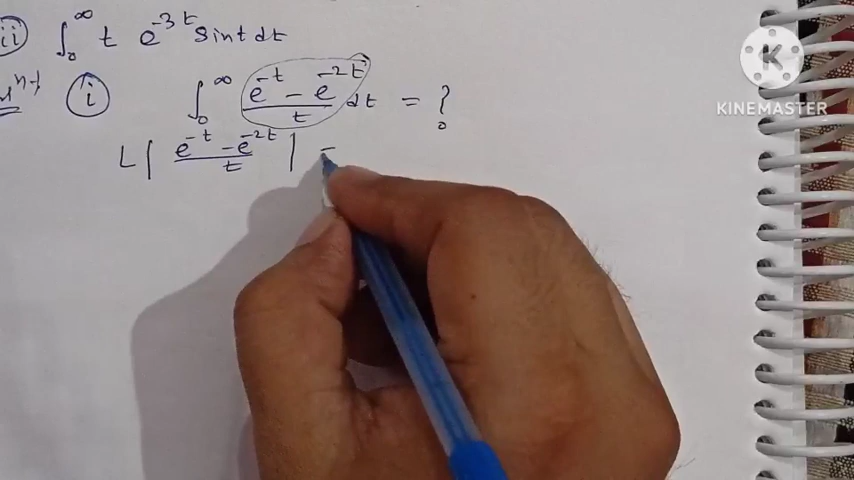 ii) ∫₀^∞ t e^{-3t} sint dt
(i) ∫₀^∞ (e^{-t} - e^{-2t})/t dt = ?
L| (e^{-t} - e^{-2t})/t | =
KINEMASTER